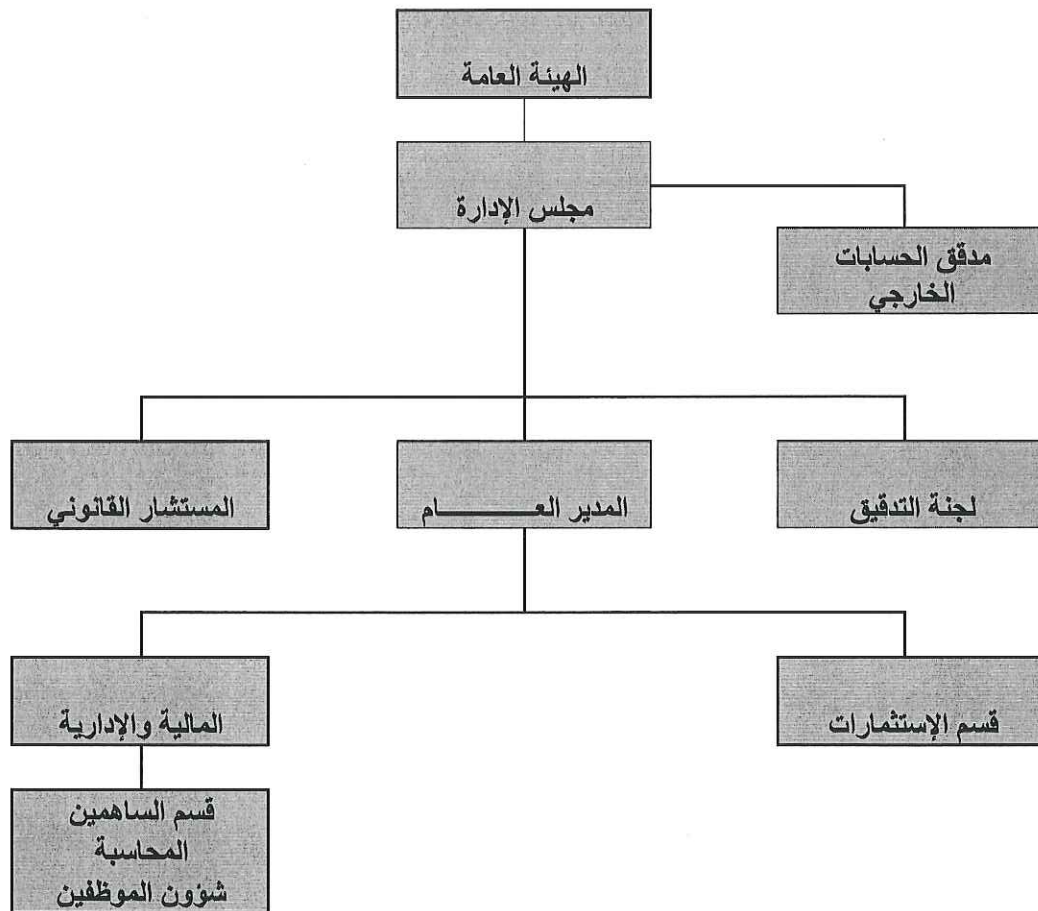 الهيئة العامة
مجلس الإدارة
مدقق الحسابات
الخارجي
لجنة التدقيق
المدير العـــــــــــام
المستشار القانوني
قسم الإستثمارات
المالية والإدارية
قسم الساهمين
المحاسبة
شؤون الموظفين